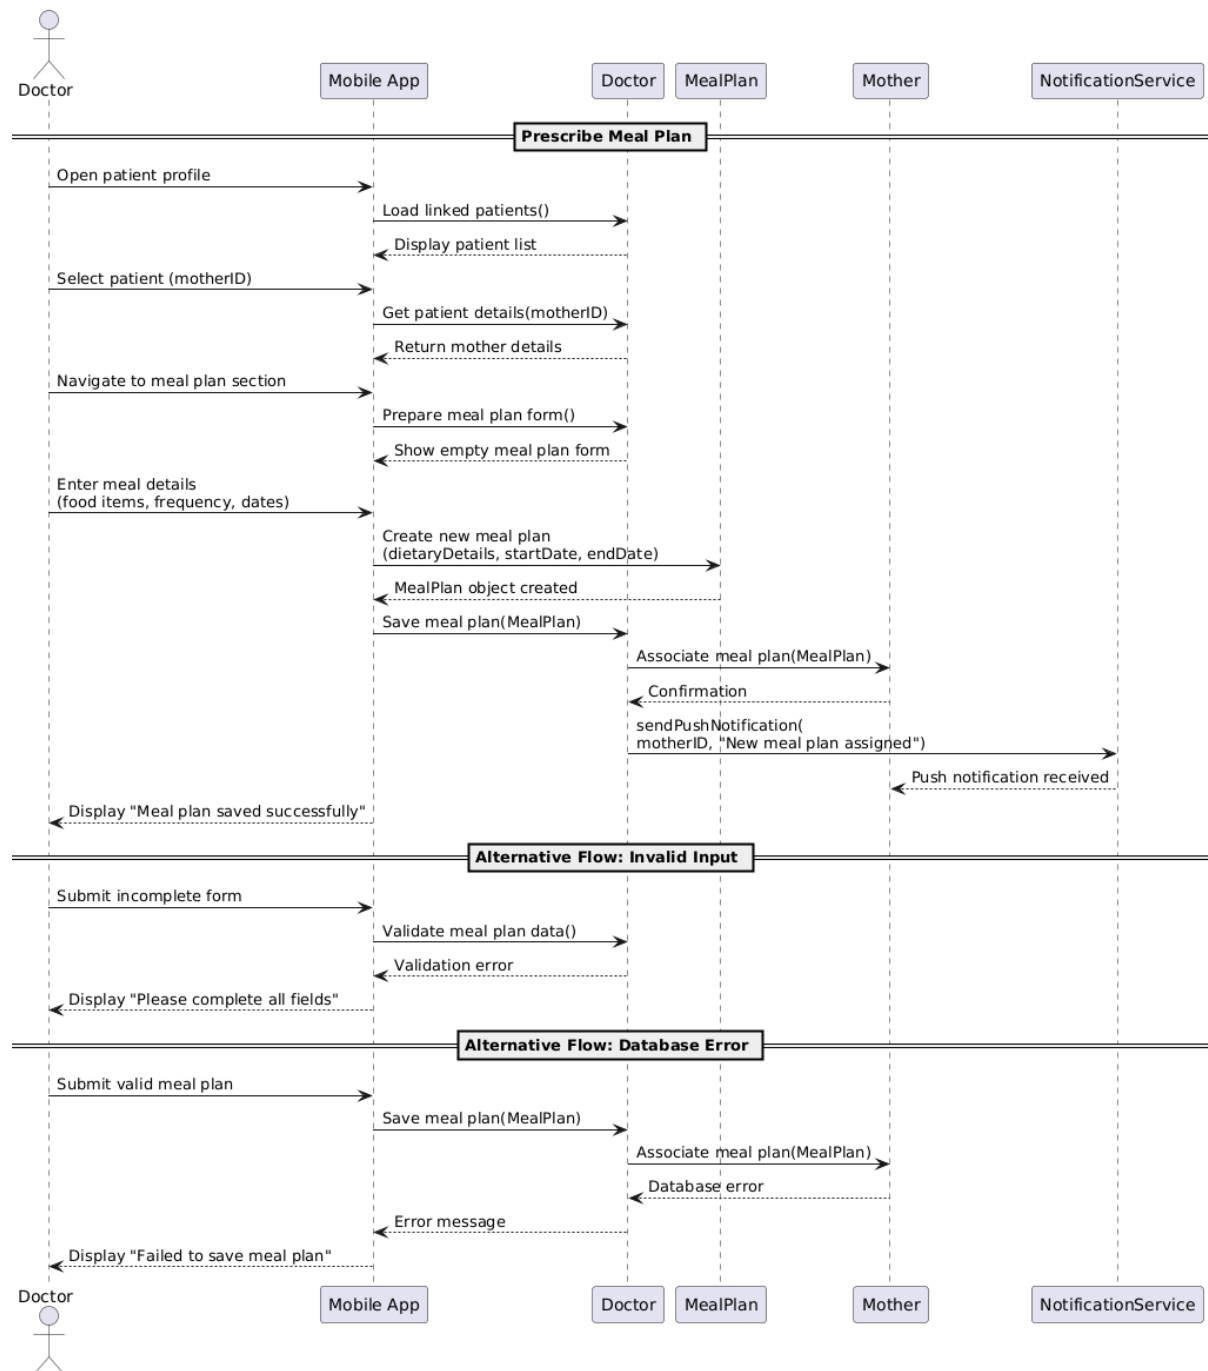 Doctor
Mobile App
Doctor
MealPlan
Mother
NotificationService
Prescribe Meal Plan
Open patient profile
Load linked patients()
Display patient list
Select patient (motherID)
Get patient details(motherID)
Return mother details
Navigate to meal plan section
Prepare meal plan form()
Show empty meal plan form
Enter meal details
(food items, frequency, dates)
Create new meal plan
(dietaryDetails, startDate, endDate)
MealPlan object created
Save meal plan(MealPlan)
Associate meal plan(MealPlan)
Confirmation
sendPushNotification(
motherID, "New meal plan assigned")
Push notification received
Display "Meal plan saved successfully"
Alternative Flow: Invalid Input
Submit incomplete form
Validate meal plan data()
Validation error
Display "Please complete all fields"
Alternative Flow: Database Error
Submit valid meal plan
Save meal plan(MealPlan)
Associate meal plan(MealPlan)
Database error
Error message
Display "Failed to save meal plan"
Doctor
Mobile App
Doctor
MealPlan
Mother
NotificationService